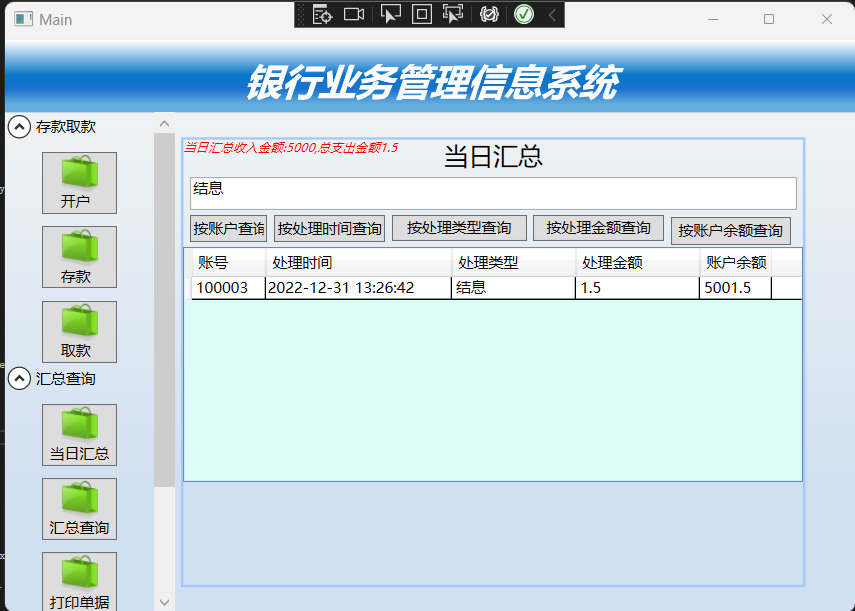 Main
银行业务管理信息系统
存款取款
开户
存款
取款
汇总查询
当日汇总
汇总查询
打印单据
当日汇总收入金额:5000,总支出金额1.5
当日汇总
结息
按账户查询 按处理时间查询 按处理类型查询 按处理金额查询 按账户余额查询
账号 处理时间 处理类型 处理金额 账户余额
100003 2022-12-31 13:26:42 结息 1.5 5001.5